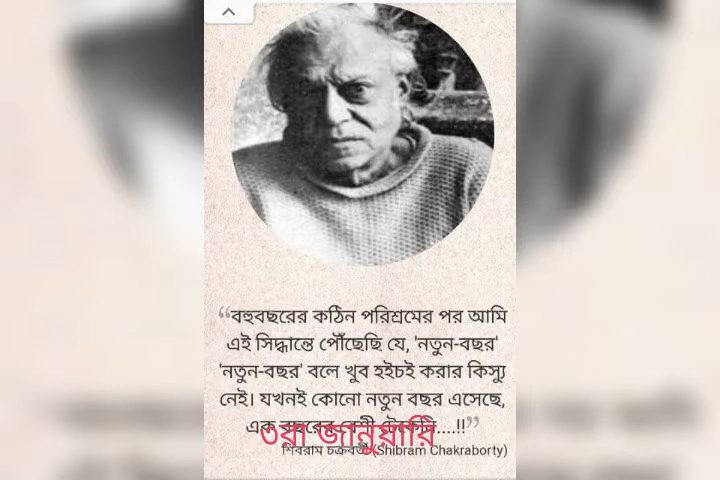 “বহুবছরের কঠিন পরিশ্রমের পর আমি
এই সিদ্ধান্তে পৌঁছেছি যে, 'নতুন-বছর'
'নতুন-বছর' বলে খুব হইচই করার কিস্যু
নেই। যখনই কোনো নতুন বছর এসেছে,
এক বছরের বেশী টেকেনি....!!”
৩রা জানুয়ারি
শিবরাম চক্রবর্তী (Shibram Chakraborty)